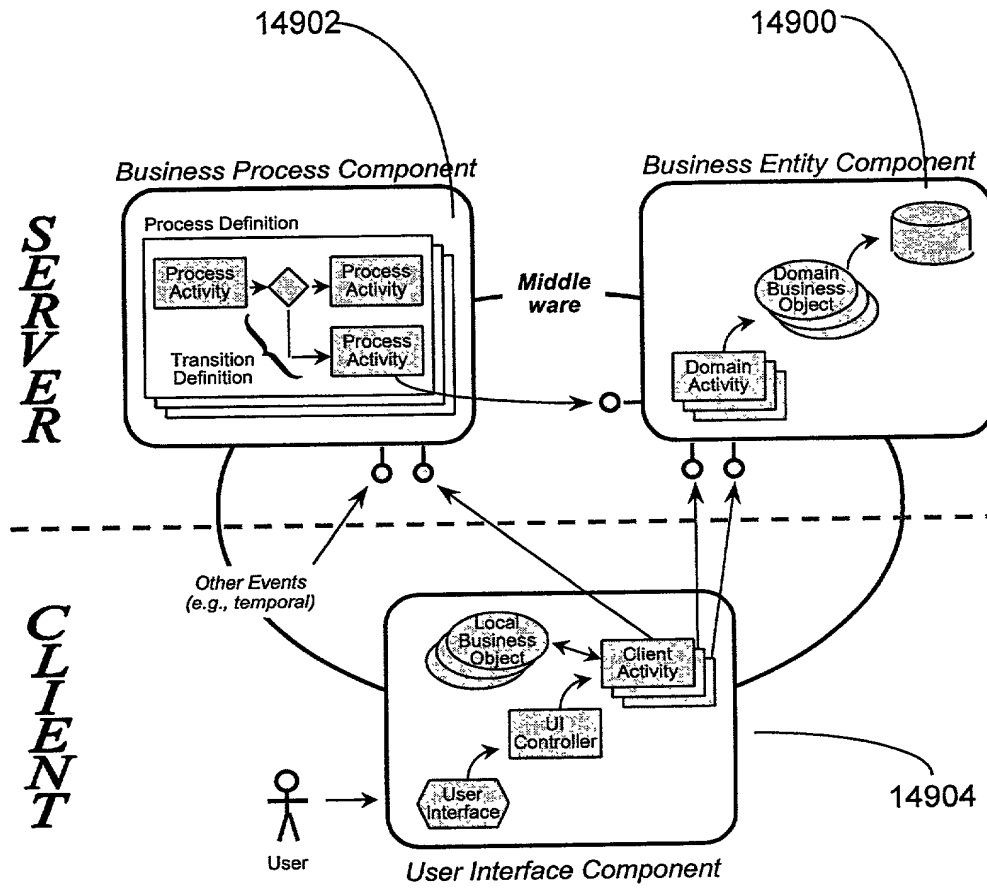 14902
14900
Business Process Component
Business Entity Component
SERVER
Process Definition
Process
Activity
Process
Activity
Process
Activity
Transition
Definition
Middle
ware
Domain
Business
Object
Domain
Activity
Other Events
(e.g., temporal)
CLIENT
Local
Business
Object
Client
Activity
UI
Controller
User
Interface
User
14904
User Interface Component